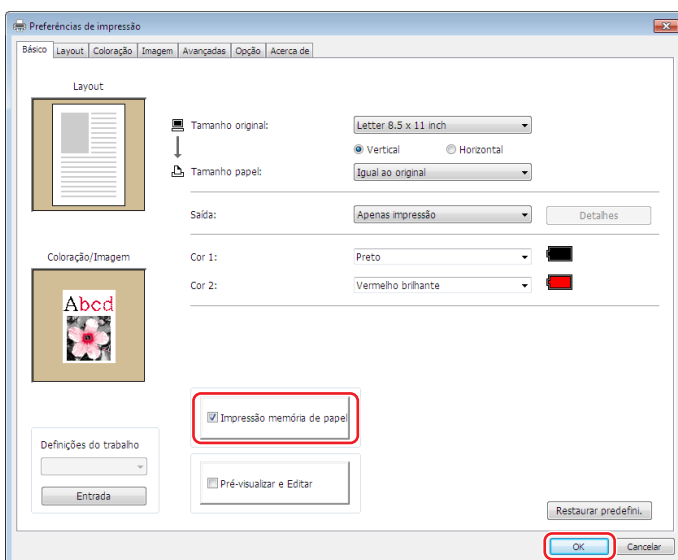 Preferências de impressão
Básico Layout Coloração Imagem Avançadas Opção Acerca de
Layout
Tamanho original: Letter 8.5 x 11 inch
Vertical Horizontal
Tamanho papel: Igual ao original
Saída: Apenas impressão Detalhes
Coloração/Imagem
Cor 1: Preto
Cor 2: Vermelho brilhante
Abcd
Impressão memória de papel
Definições do trabalho
Pré-visualizar e Editar
Entrada
Restaurar predefini.
OK Cancelar